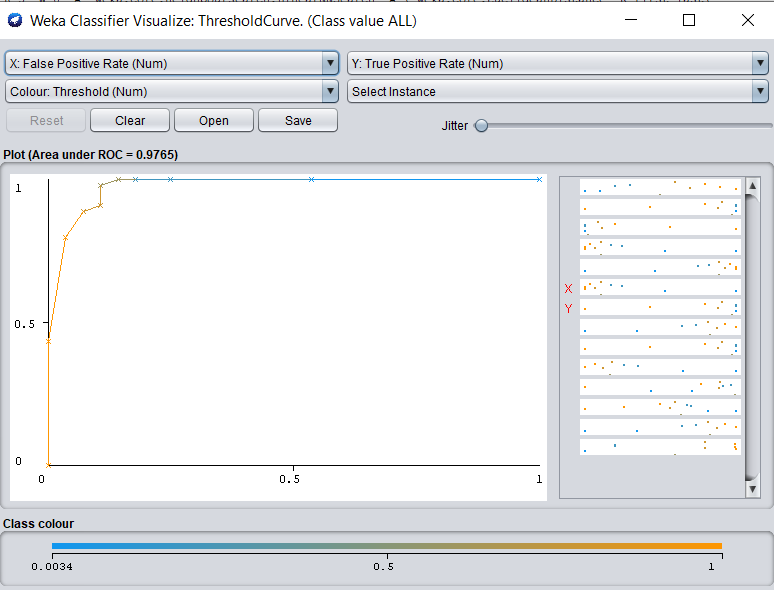 Weka Classifier Visualize: ThresholdCurve. (Class value ALL)
X: False Positive Rate (Num)
Y: True Positive Rate (Num)
Colour: Threshold (Num)
Select Instance
Reset
Clear
Open
Save
Jitter
Plot (Area under ROC = 0.9765)
1
0.5
0
0
0.5
1
X
Y
Class colour
0.0034
0.5
1